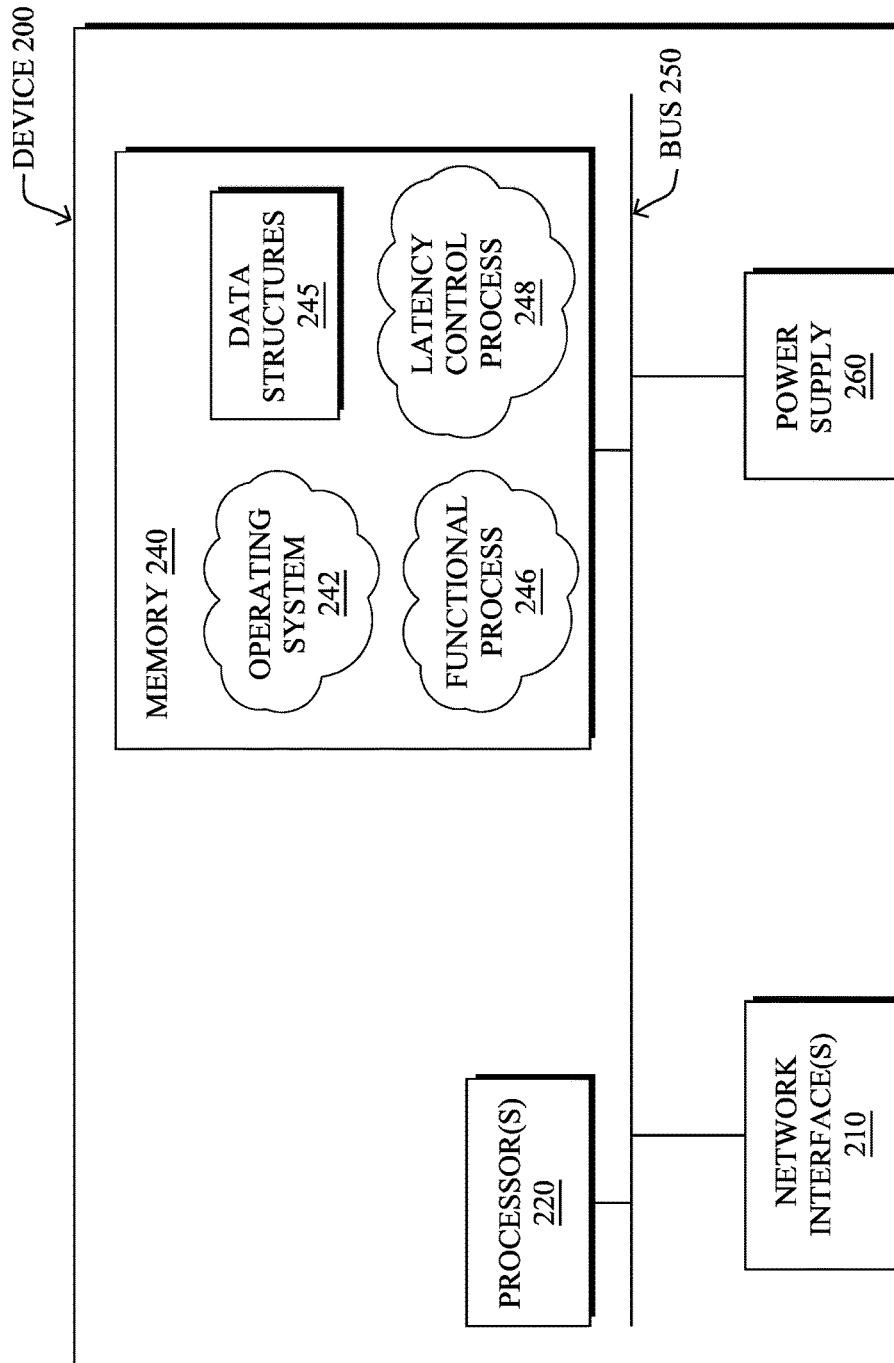 DEVICE 200
MEMORY 240
OPERATING
SYSTEM
242
DATA
STRUCTURES
245
FUNCTIONAL
PROCESS
246
LATENCY
CONTROL
PROCESS
248
PROCESSOR(S)
220
BUS 250
NETWORK
INTERFACE(S)
210
POWER
SUPPLY
260